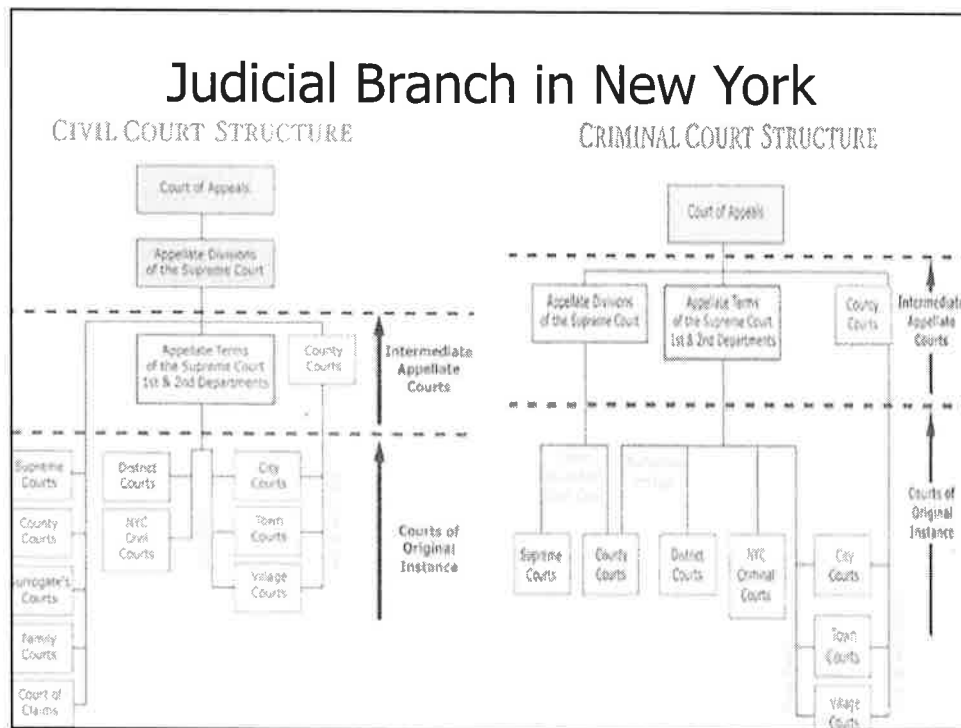 Judicial Branch in New York
CIVIL COURT STRUCTURE
Court of Appeals
Appellate Divisions
of the Supreme Court
Appellate Terms
of the Supreme Court
1st & 2nd Departments
County
Courts
Intermediate
Appellate
Courts
Supreme
Courts
County
Courts
Surrogate's
Courts
Family
Courts
Court of
Claims
District
Courts
NYC
Civil
Courts
City
Courts
Town
Courts
Village
Courts
Courts of
Original
Instance
CRIMINAL COURT STRUCTURE
Court of Appeals
Appellate Divisions
of the Supreme Court
Appellate Terms
of the Supreme Court
1st & 2nd Departments
County
Courts
Intermediate
Appellate
Courts
Supreme
Courts
County
Courts
District
Courts
NYC
Criminal
Courts
City
Courts
Town
Courts
Village
Courts
Courts of
Original
Instance